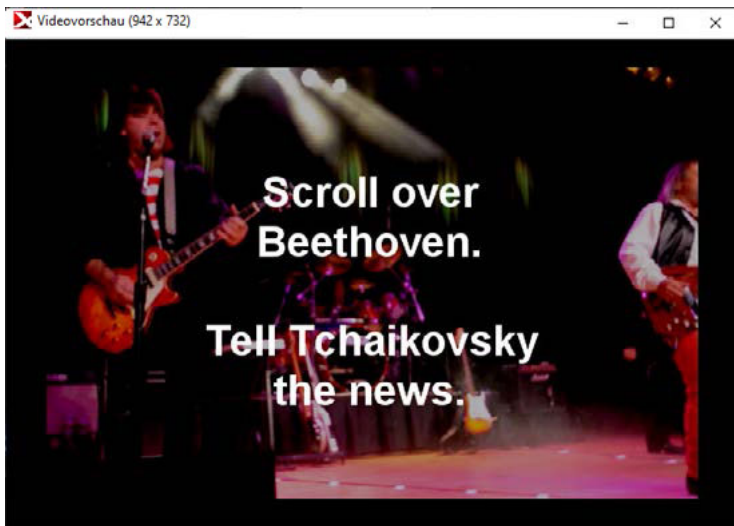 Videovorschau (942 x 732)
Scroll over
Beethoven.
Tell Tchaikovsky
the news.